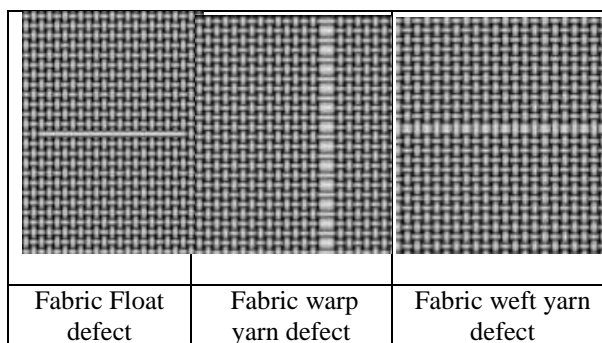 Fabric Float
defect
Fabric warp
yarn defect
Fabric weft yarn
defect